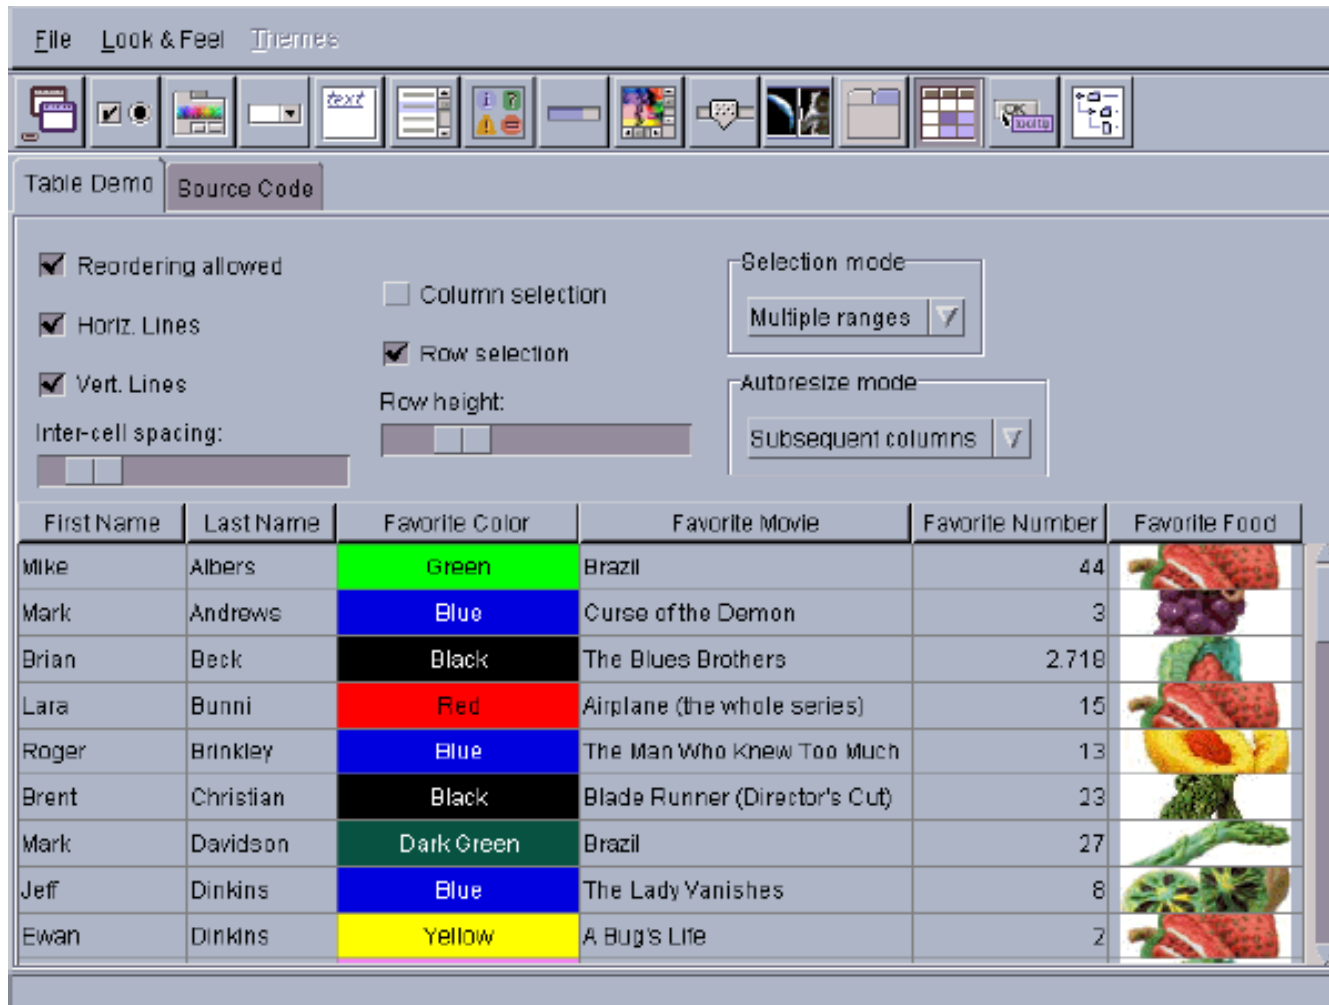 File Look & Feel Themes
text
OK
tooltip
Table Demo Source Code
Reordering allowed
Horiz. Lines
Vert. Lines
Inter-cell spacing:
Column selection
Row selection
Row height:
Selection mode
Multiple ranges
Autoresize mode
Subsequent columns
First Name Last Name Favorite Color Favorite Movie Favorite Number Favorite Food
Mike Albers Green Brazil 44
Mark Andrews Blue Curse of the Demon 3
Brian Beck Black The Blues Brothers 2.718
Lara Bunni Red Airplane (the whole series) 15
Roger Brinkley Blue The Man Who Knew Too Much 13
Brent Christian Black Blade Runner (Director's Cut) 23
Mark Davidson Dark Green Brazil 27
Jeff Dinkins Blue The Lady Vanishes 8
Ewan Dinkins Yellow A Bug's Life 2